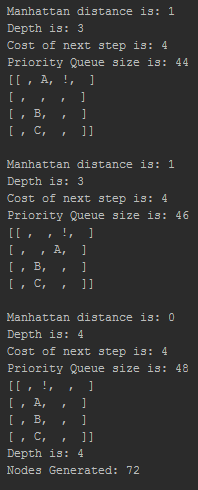 Manhattan distance is: 1
Depth is: 3
Cost of next step is: 4
Priority Queue size is: 44
[[ , A, !,  ]
[ ,  ,  ,  ]
[ , B,  ,  ]
[ , C,  ,  ]]
Manhattan distance is: 1
Depth is: 3
Cost of next step is: 4
Priority Queue size is: 46
[[ ,  , !,  ]
[ ,  , A,  ]
[ , B,  ,  ]
[ , C,  ,  ]]
Manhattan distance is: 0
Depth is: 4
Cost of next step is: 4
Priority Queue size is: 48
[[ , !,  ,  ]
[ , A,  ,  ]
[ , B,  ,  ]
[ , C,  ,  ]]
Depth is: 4
Nodes Generated: 72